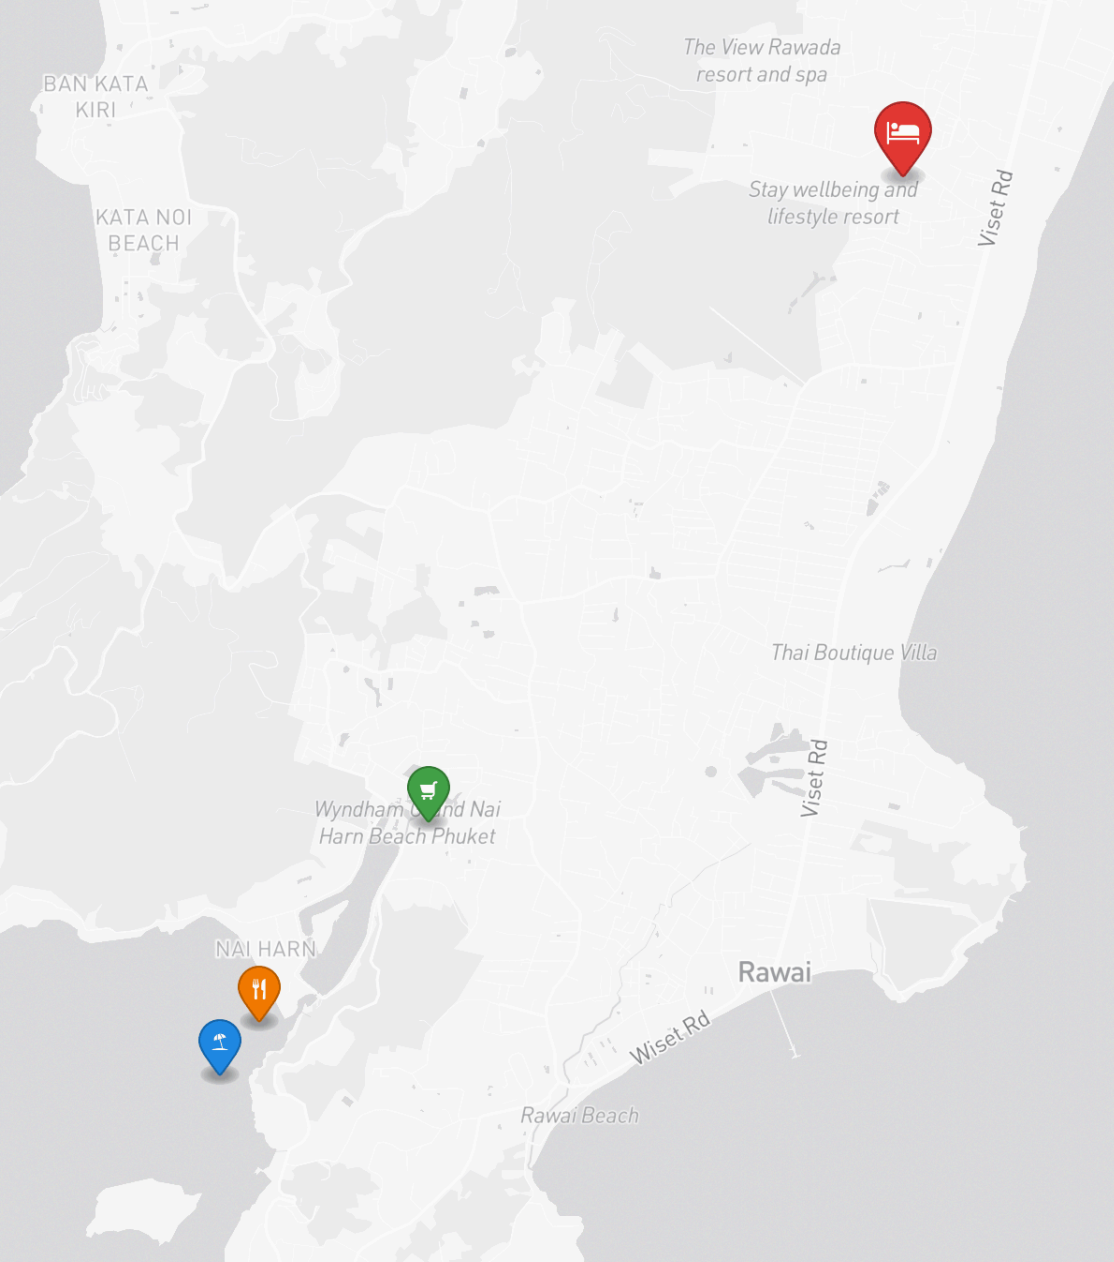 The View Rawada
resort and spa
BAN KATA
KIRI
Viset Rd
Stay wellbeing and
lifestyle resort
KATA NOI
BEACH
Thai Boutique Villa
Viset Rd
Wyndham Grand Nai
Harn Beach Phuket
NAI HARN
Rawai
Wiset Rd
Rawai Beach